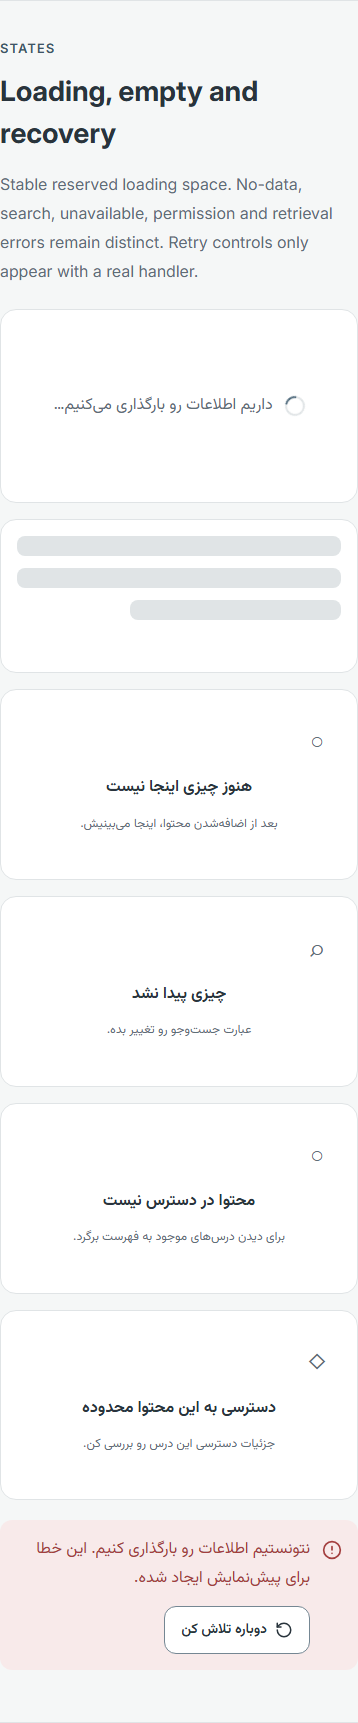 STATES
Loading, empty and
recovery
Stable reserved loading space. No-data,
search, unavailable, permission and retrieval
errors remain distinct. Retry controls only
appear with a real handler.
داریم اطلاعات رو بارگذاری می‌کنیم…
هنوز چیزی اینجا نیست
بعد از اضافه‌شدن محتوا، اینجا می‌بینیش.
چیزی پیدا نشد
عبارت جست‌وجو رو تغییر بده.
محتوا در دسترس نیست
برای دیدن درس‌های موجود به فهرست برگرد.
دسترسی به این محتوا محدوده
جزئیات دسترسی این درس رو بررسی کن.
نتونستیم اطلاعات رو بارگذاری کنیم. این خطا
برای پیش‌نمایش ایجاد شده.
دوباره تلاش کن